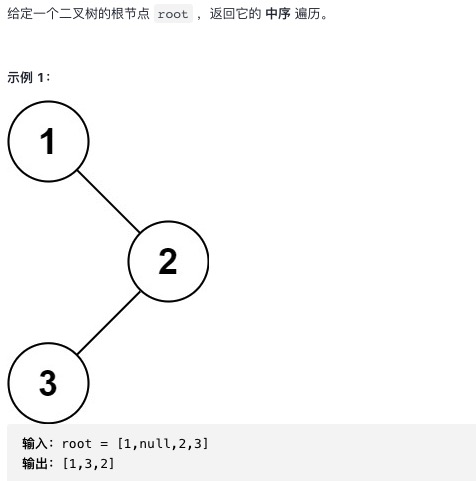 给定一个二叉树的根节点 root ，返回它的 中序 遍历。
示例 1：
1
2
3
输入：root = [1,null,2,3]
输出：[1,3,2]